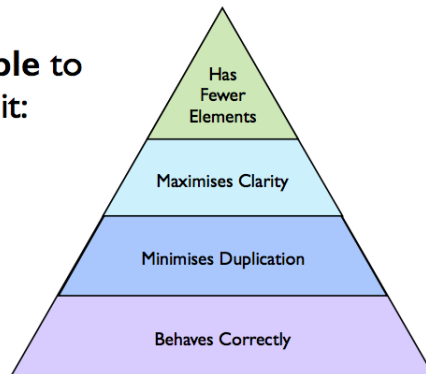 ple to
it:
Has
Fewer
Elements
Maximises Clarity
Minimises Duplication
Behaves Correctly